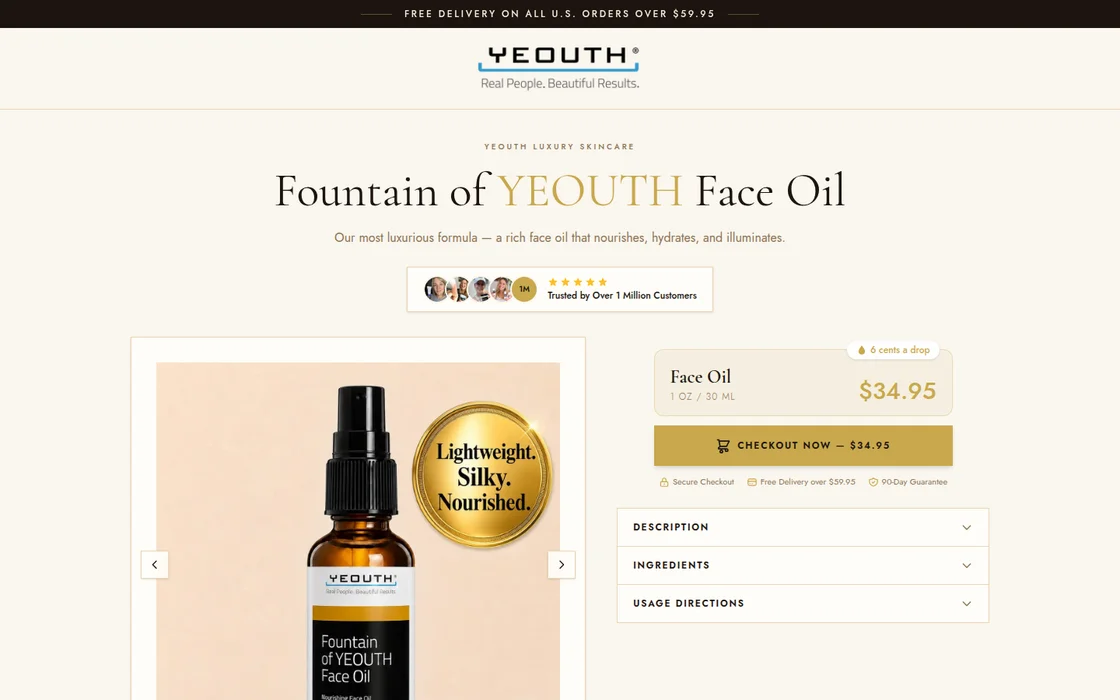 FREE DELIVERY ON ALL U.S. ORDERS OVER $59.95
YEOUTH®
Real People. Beautiful Results.
YEOUTH LUXURY SKINCARE
Fountain of YEOUTH Face Oil
Our most luxurious formula — a rich face oil that nourishes, hydrates, and illuminates.
1M
Trusted by Over 1 Million Customers
Lightweight.
Silky.
Nourished.
YEOUTH®
Real People. Beautiful Results.
Fountain
of YEOUTH
Face Oil
Nourishing Face Oil
6 cents a drop
Face Oil
1 OZ / 30 ML
$34.95
CHECKOUT NOW — $34.95
Secure Checkout
Free Delivery over $59.95
90-Day Guarantee
DESCRIPTION
INGREDIENTS
USAGE DIRECTIONS